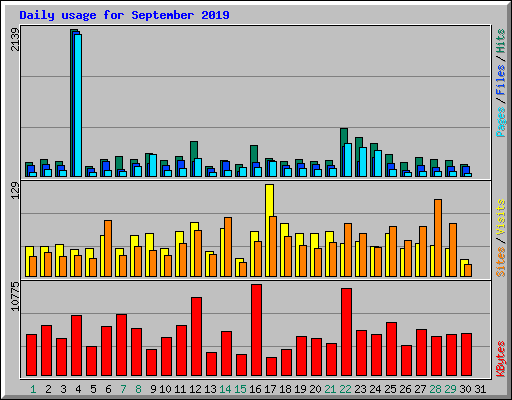 Daily usage for September 2019
2139
Pages / Files / Hits
129
Sites / Visits
10775
KBytes
1 2 3 4 5 6 7 8 9 10 11 12 13 14 15 16 17 18 19 20 21 22 23 24 25 26 27 28 29 30 31